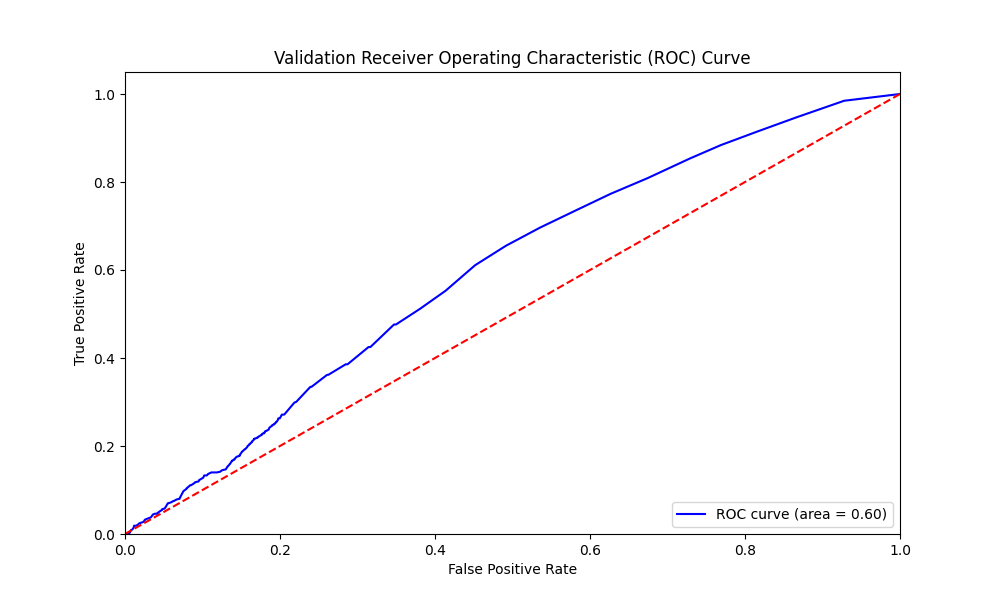 Validation Receiver Operating Characteristic (ROC) Curve
True Positive Rate
1.0
0.8
0.6
0.4
0.2
0.0
0.0 0.2 0.4 0.6 0.8 1.0
False Positive Rate
ROC curve (area = 0.60)